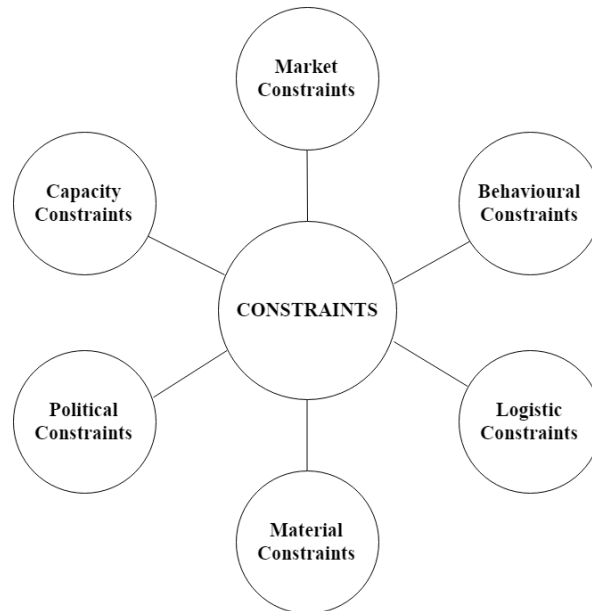 Market
Constraints
Capacity
Constraints
Behavioural
Constraints
CONSTRAINTS
Political
Constraints
Logistic
Constraints
Material
Constraints